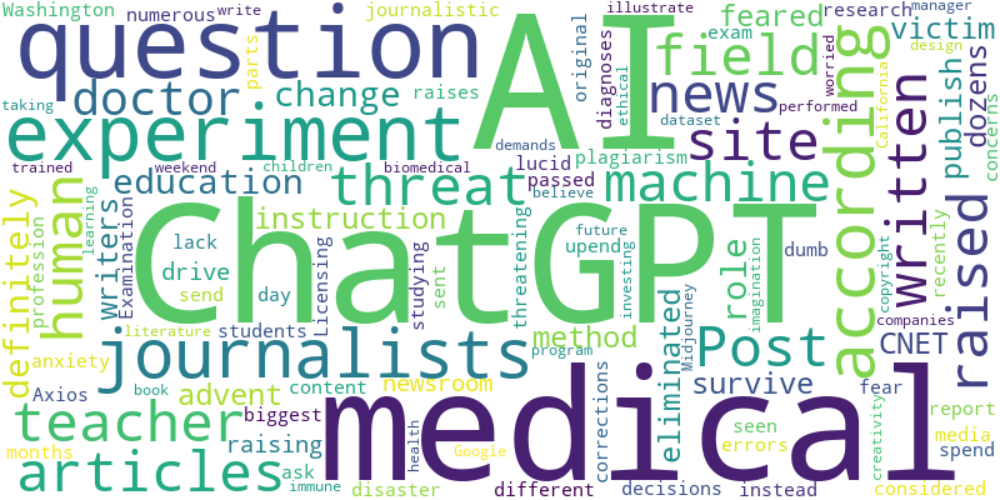 Washington
numerous
write
journalistic
illustrate
research
manager
question
AI
feared
victim
parts
original
exam
field
worried
design
taking
doctor
change
raises
diagnoses
ethical
news
performed
according
California
written
publish
dozens
concerns
experiment
demands
dataset
site
trained
weekend
children
biomedical
lucid
plagiarism
education
threat
passed
believe
machine
raised
definitely
profession
human
learning
writers
Examination
instruction
ChatGPT
lack
drive
send
day
Licensing
studying
sent
threatening
future
upend
investing
role
imagination
dumb
copyright
recently
companies
literature
students
method
program
eliminated
Midjourney
Post
CNET
journalists
anxiety
Axios
book
advent
content
newsroom
survive
fear
teacher
biggest
corrections
medical
seen
errors
creativity
report
media
months
raising
ask
health
Google
spend
articles
immune
disaster
different
decisions
instead
considered